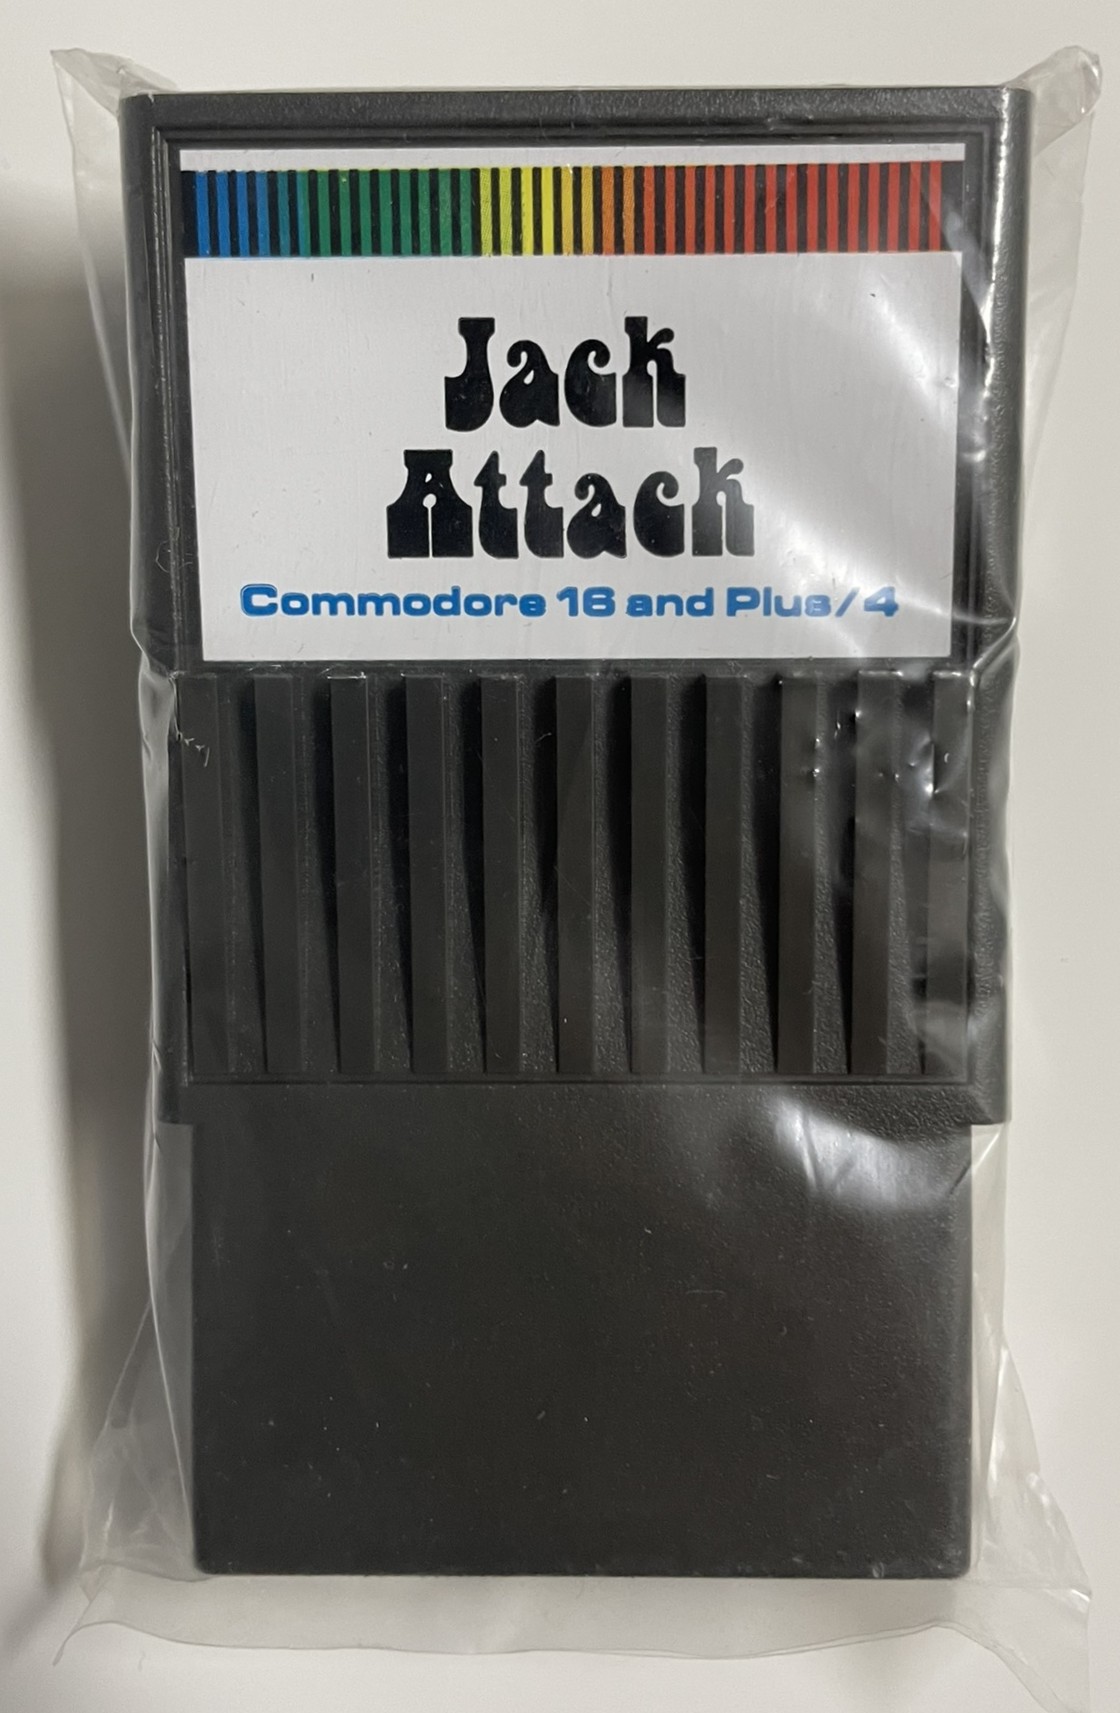 Jack
Attack
Commodore 16 and Plus/4